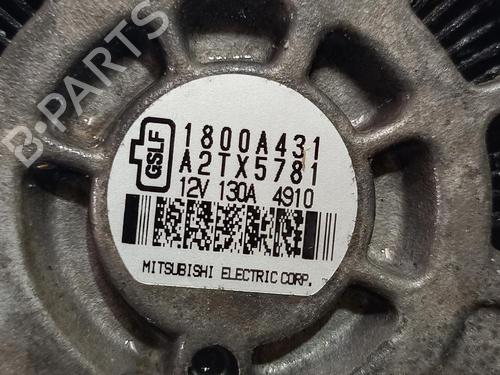 B-PARTS
GSLF
1800A431
A2TX5781
12V 130A 4910
MITSUBISHI ELECTRIC CORP.